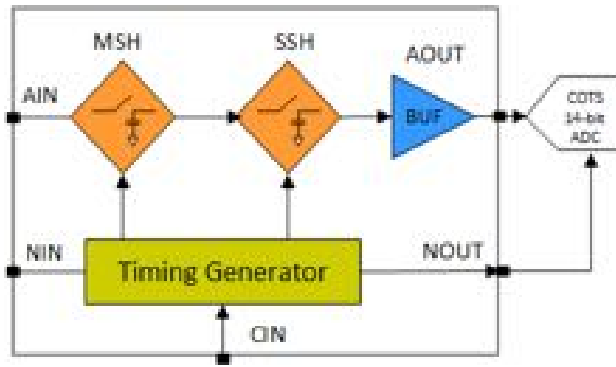 MSH
SSH
AOUT
AIN
BUF
COTS
14-bit
ADC
NIN
Timing Generator
NOUT
CIN